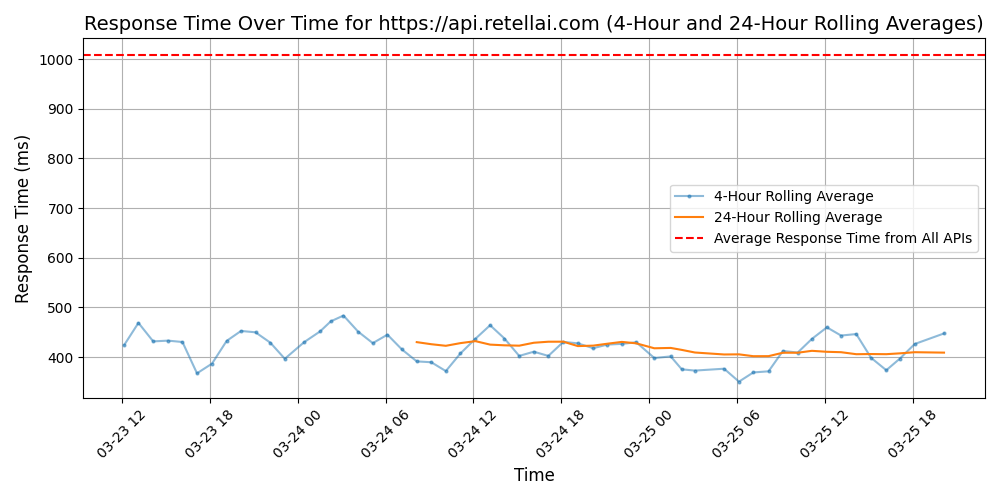 Response Time Over Time for https://api.retellai.com (4-Hour and 24-Hour Rolling Averages)
Response Time (ms)
1000
900
800
700
600
500
400
4-Hour Rolling Average
24-Hour Rolling Average
Average Response Time from All APIs
03-23 12
03-23 18
03-24 00
03-24 06
03-24 12
03-24 18
03-25 00
03-25 06
03-25 12
03-25 18
Time